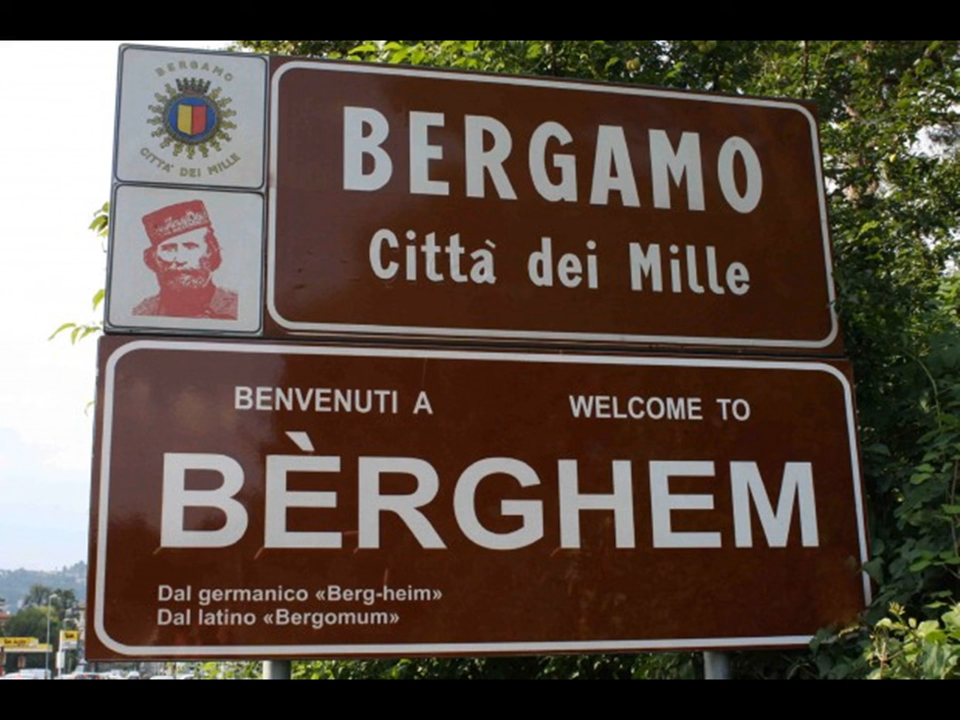 BERGAMO
CITTA' DEI MILLE
BERGAMO
Città dei Mille
BENVENUTI A WELCOME TO
BÈRGHEM
Dal germanico «Berg-heim»
Dal latino «Bergomum»